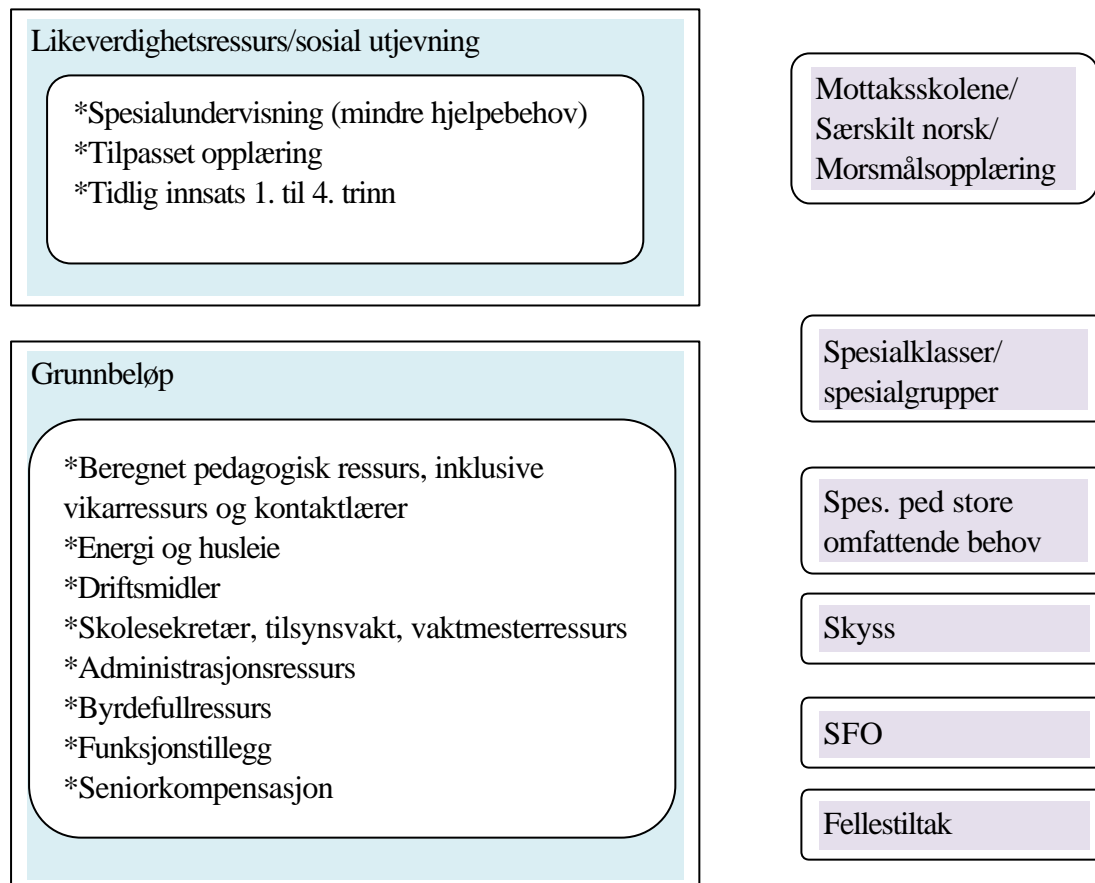 Likeverdighetsressurs/sosial utjevning
*Spesialundervisning (mindre hjelpebehov)
*Tilpasset opplæring
*Tidlig innsats 1. til 4. trinn
Grunnbeløp
*Beregnet pedagogisk ressurs, inklusive
vikarressurs og kontaktlærer
*Energi og husleie
*Driftsmidler
*Skolesekretær, tilsynsvakt, vaktmesterressurs
*Administrasjonsressurs
*Byrdefullressurs
*Funksjonstillegg
*Seniorkompensasjon
Mottaksskolene/
Særskilt norsk/
Morsmålsopplæring
Spesialklasser/
spesialgrupper
Spes. ped store
omfattende behov
Skyss
SFO
Fellestiltak